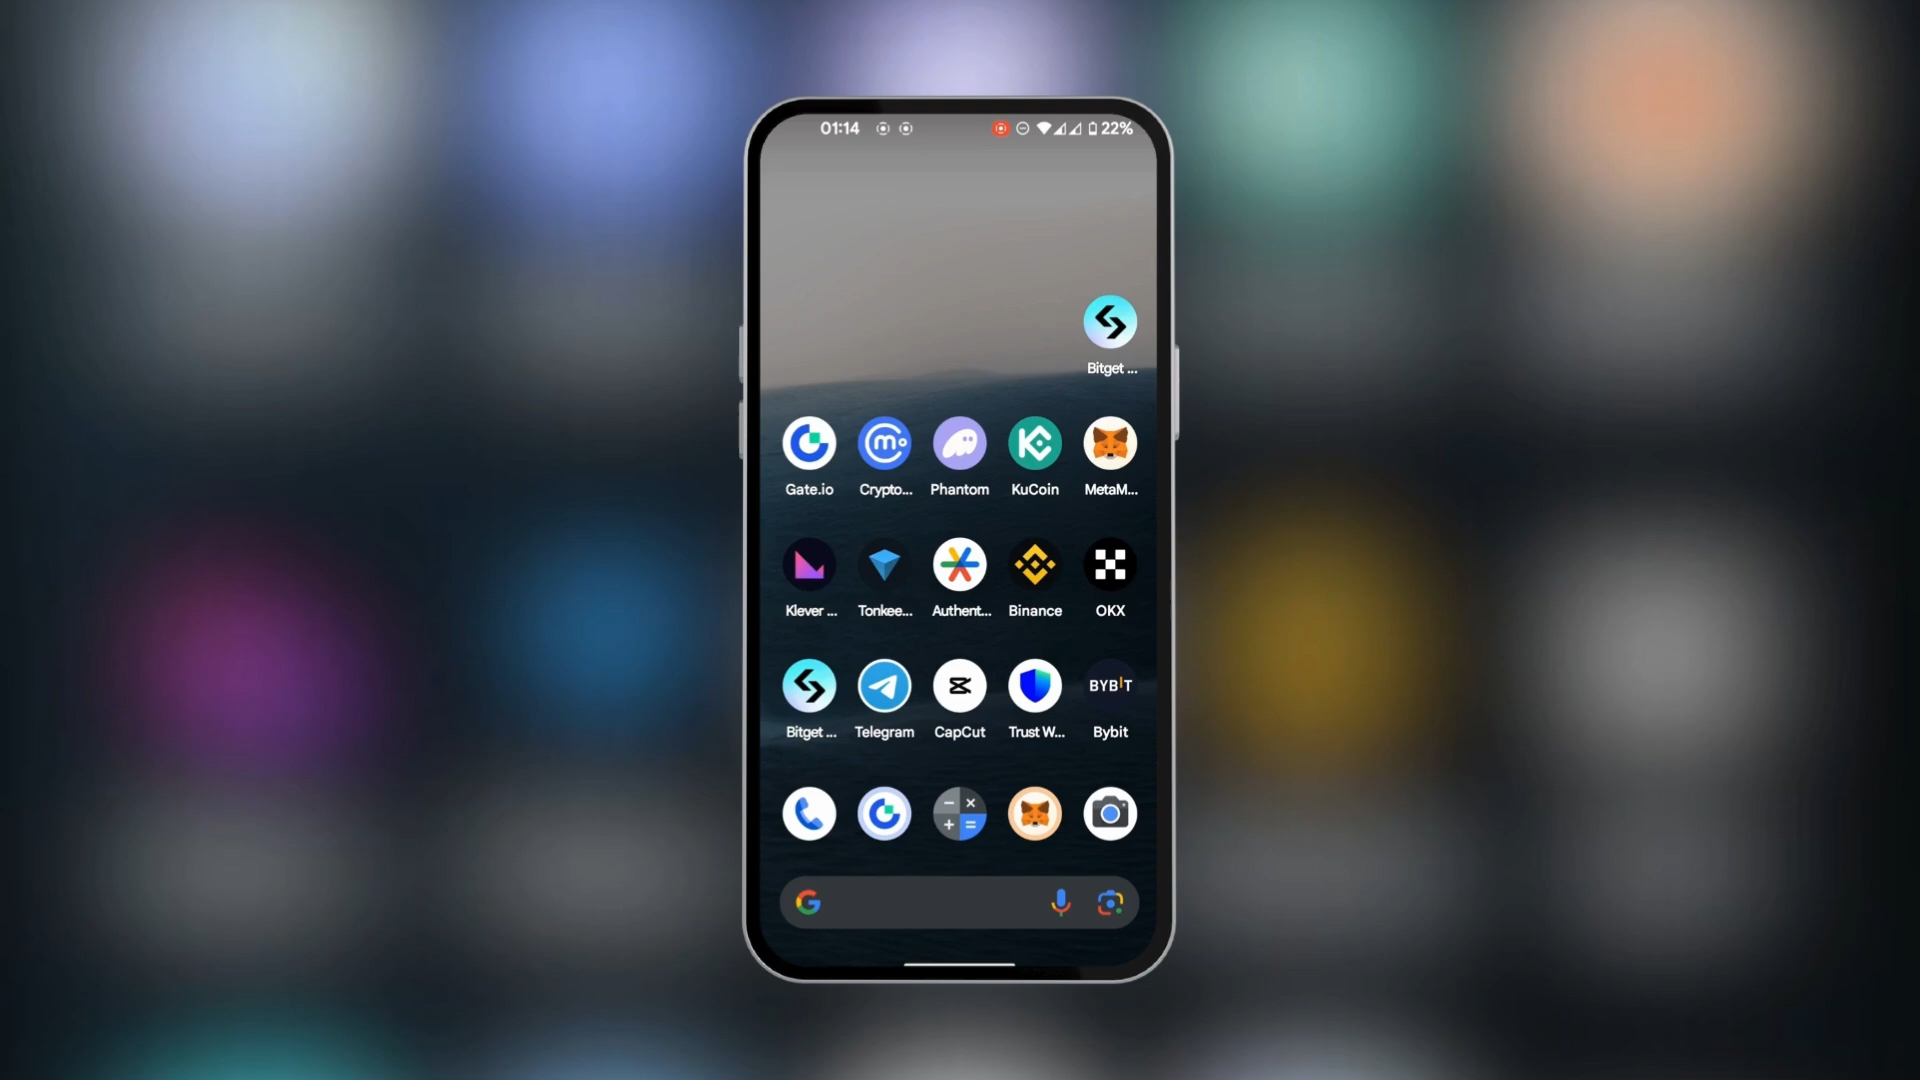 01:14 22%
Bitget ...
Gate.io Crypto... Phantom KuCoin MetaM...
Klever ... Tonkee... Authent... Binance OKX
BYBIT
Bitget ... Telegram CapCut Trust W... Bybit